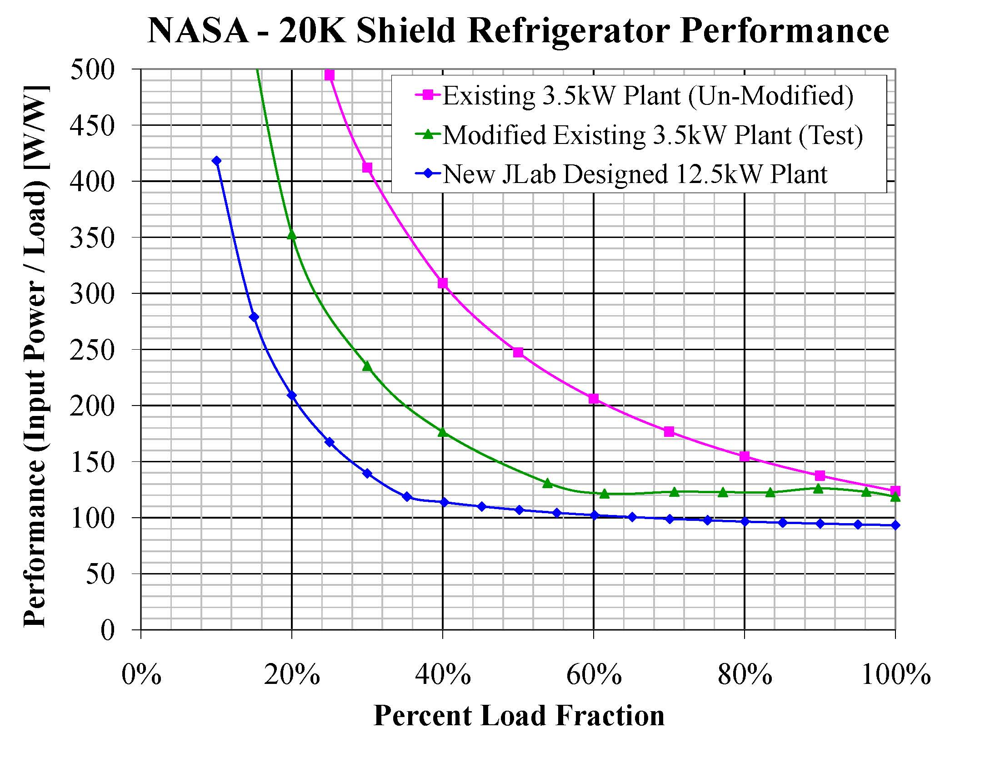 NASA - 20K Shield Refrigerator Performance
Performance (Input Power / Load) [W/W]
500
450
400
350
300
250
200
150
100
50
0
Existing 3.5kW Plant (Un-Modified)
Modified Existing 3.5kW Plant (Test)
New JLab Designed 12.5kW Plant
0% 20% 40% 60% 80% 100%
Percent Load Fraction